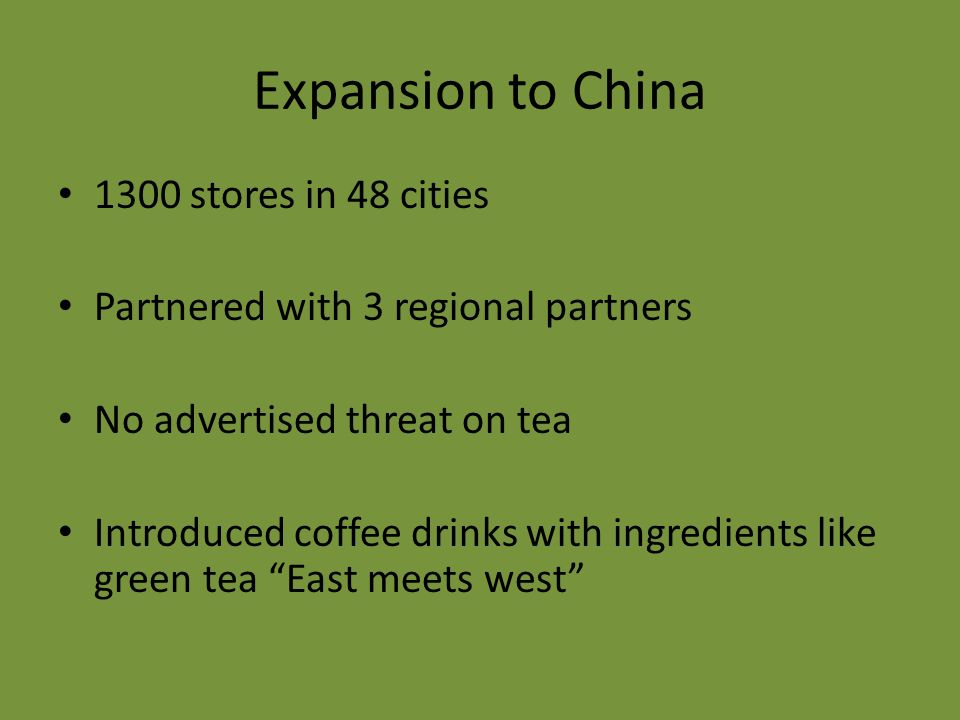 Expansion to China
• 1300 stores in 48 cities
• Partnered with 3 regional partners
• No advertised threat on tea
• Introduced coffee drinks with ingredients like
green tea “East meets west”